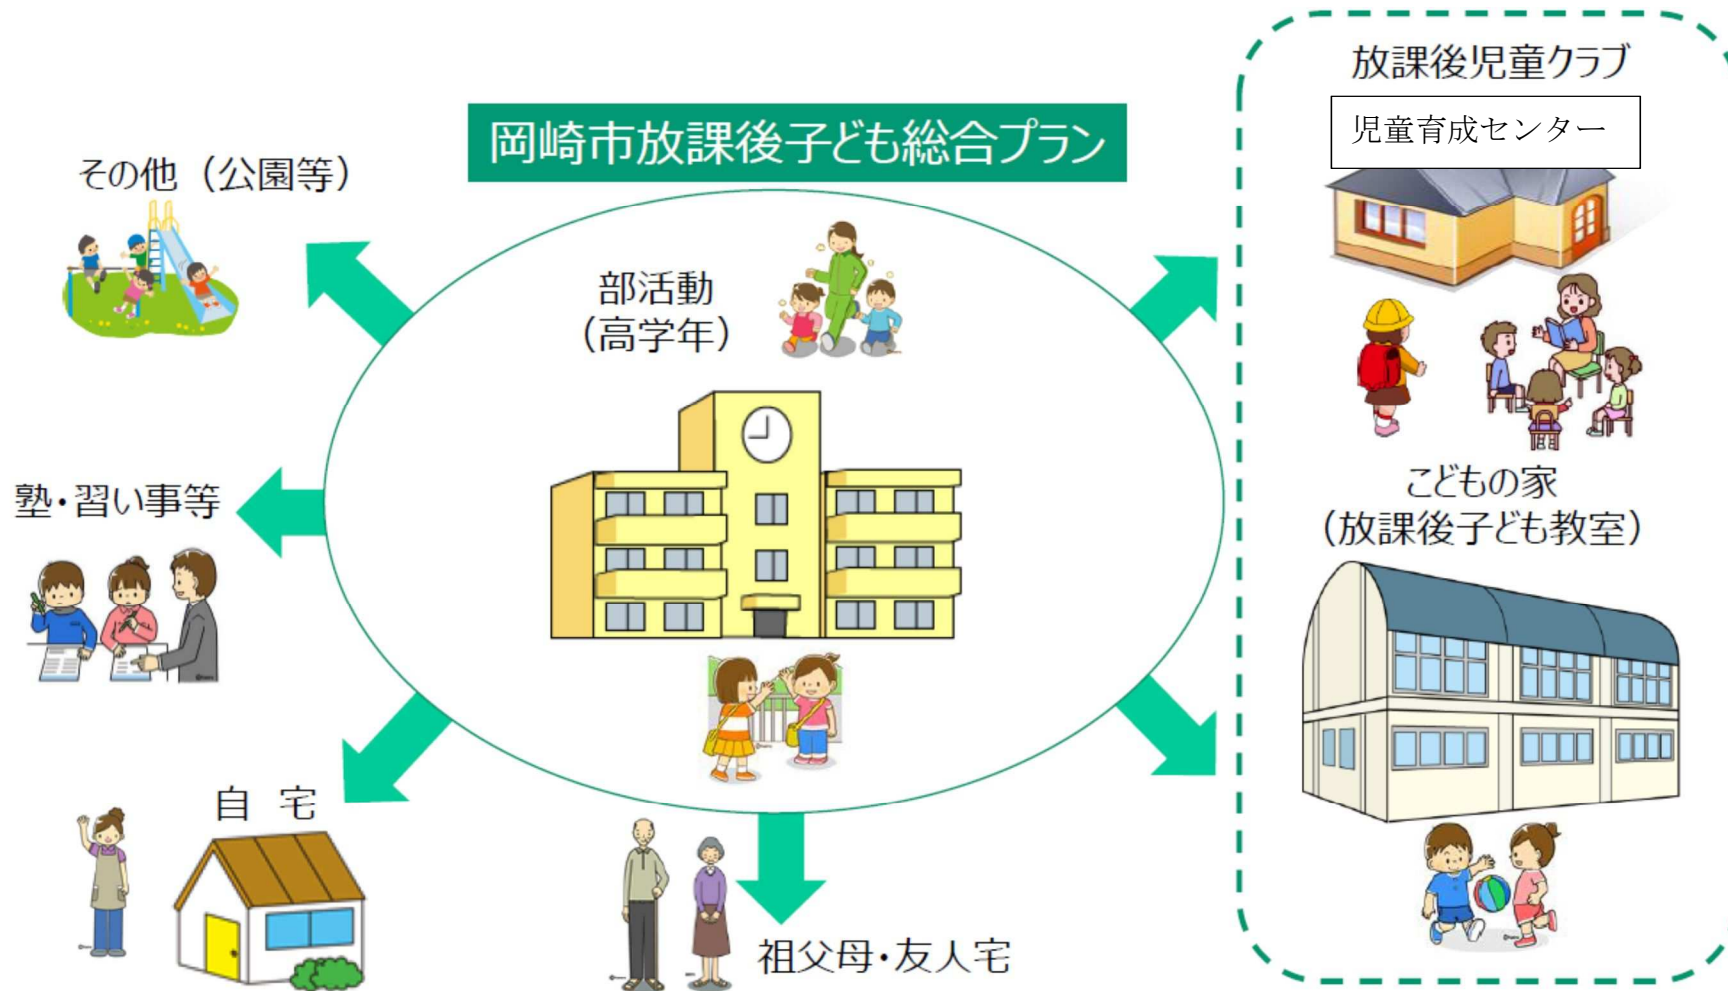 岡崎市放課後子ども総合プラン
その他（公園等）
部活動
（高学年）
塾・習い事等
自　宅
祖父母・友人宅
放課後児童クラブ
児童育成センター
こどもの家
（放課後子ども教室）